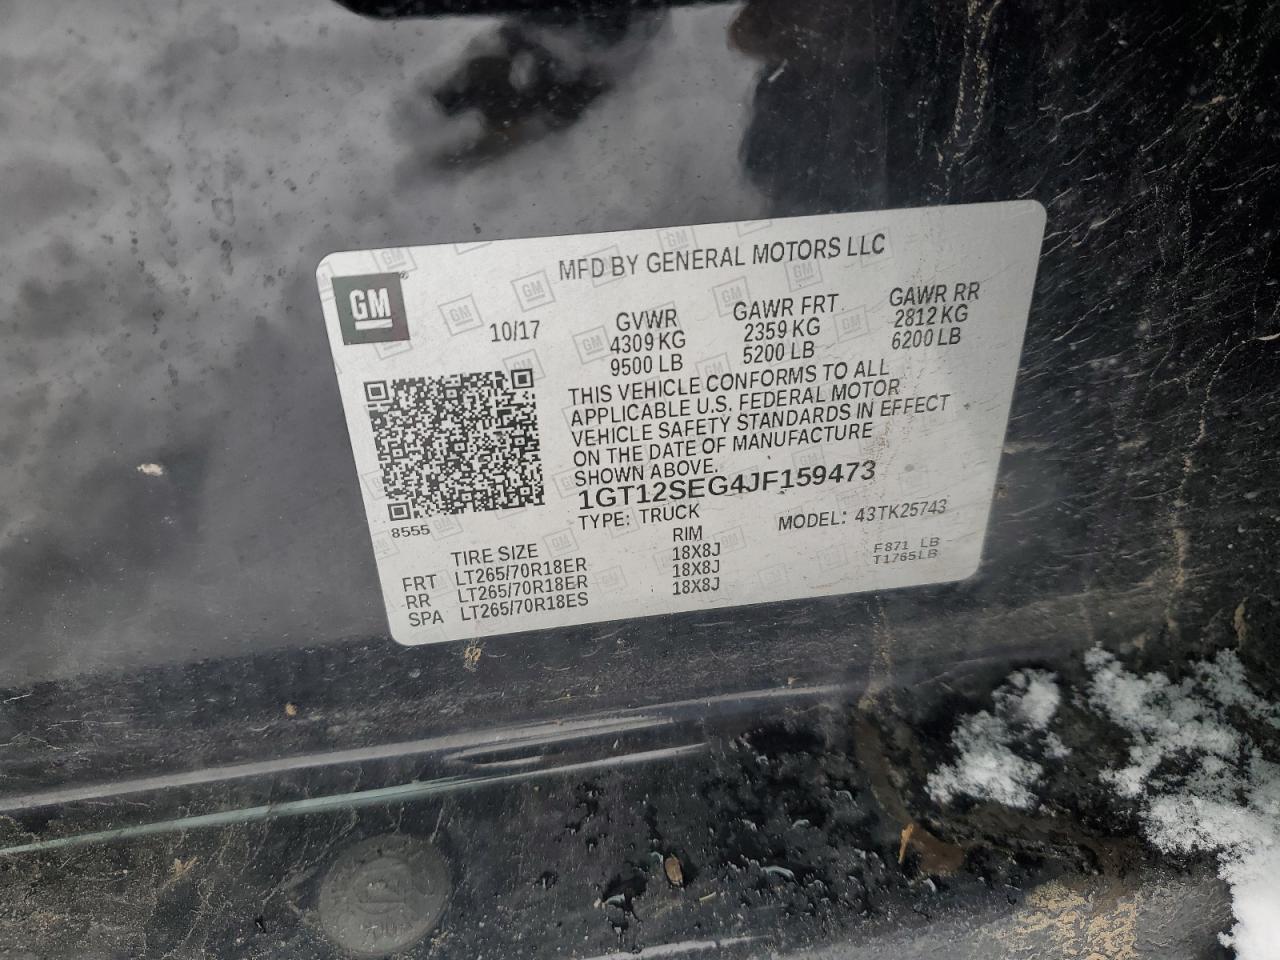 MFD BY GENERAL MOTORS LLC
GM
10/17
GVWR GAWR FRT GAWR RR
4309 KG 2359 KG 2812 KG
9500 LB 5200 LB 6200 LB
THIS VEHICLE CONFORMS TO ALL
APPLICABLE U.S. FEDERAL MOTOR
VEHICLE SAFETY STANDARDS IN EFFECT
ON THE DATE OF MANUFACTURE
SHOWN ABOVE.
1GT12SEG4JF159473
8555
TYPE: TRUCK MODEL: 43TK25743
TIRE SIZE RIM
FRT LT265/70R18ER 18X8J
RR LT265/70R18ER 18X8J
SPA LT265/70R18ES 18X8J
F871 LB
T1765LB